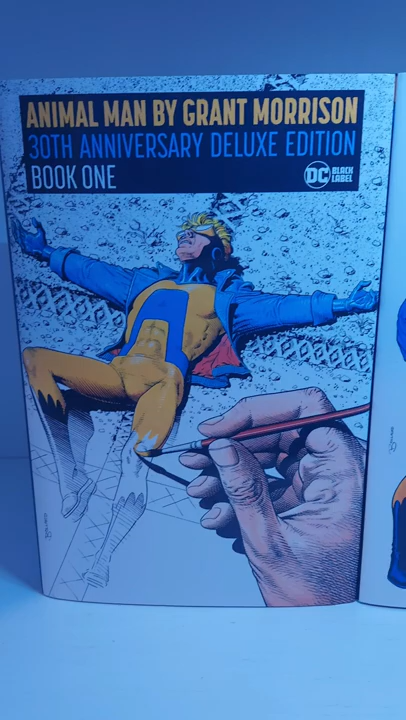 ANIMAL MAN BY GRANT MORRISON
30TH ANNIVERSARY DELUXE EDITION
BOOK ONE
DC BLACK
LABEL